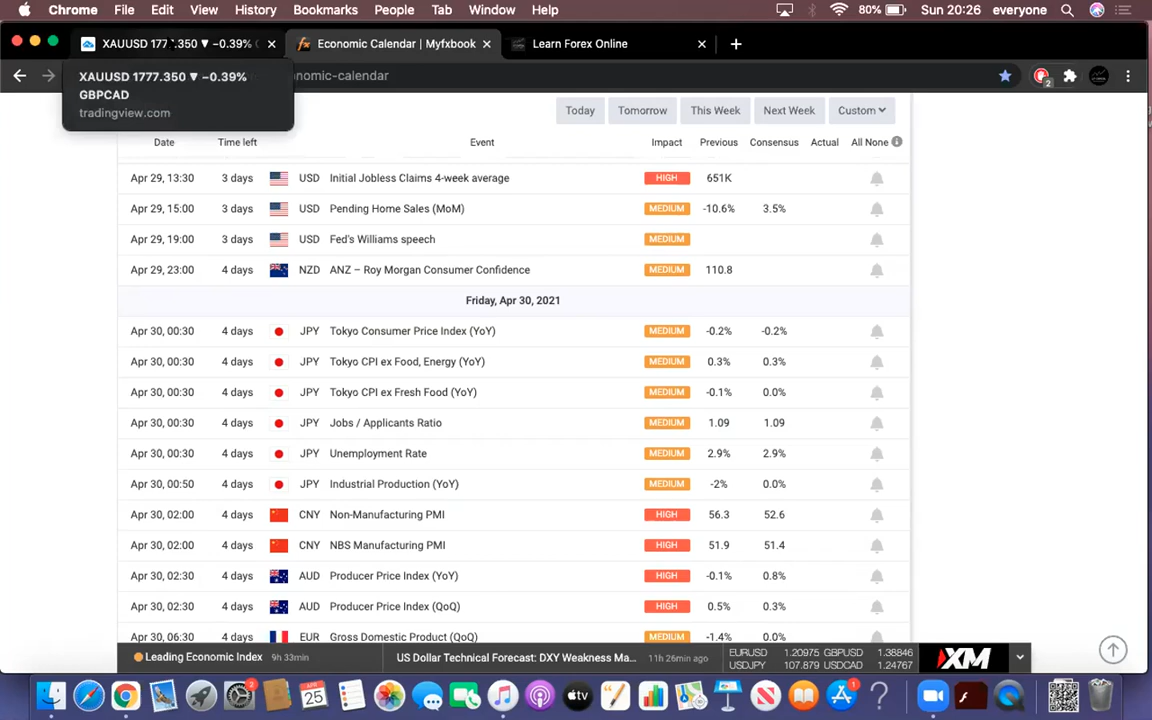 Chrome File Edit View History Bookmarks People Tab Window Help 80% Sun 20:26 everyone
XAUUSD 177 .350 ▼ −0.39% Economic Calendar | Myfxbook Learn Forex Online
onomic-calendar 2
XAUUSD 1777.350 ▼ −0.39%
GBPCAD
tradingview.com
Today Tomorrow This Week Next Week Custom
Date Time left Event Impact Previous Consensus Actual All None
Apr 29, 13:30 3 days USD Initial Jobless Claims 4-week average HIGH 651K
Apr 29, 15:00 3 days USD Pending Home Sales (MoM) MEDIUM -10.6% 3.5%
Apr 29, 19:00 3 days USD Fed's Williams speech MEDIUM
Apr 29, 23:00 4 days NZD ANZ – Roy Morgan Consumer Confidence MEDIUM 110.8
Friday, Apr 30, 2021
Apr 30, 00:30 4 days JPY Tokyo Consumer Price Index (YoY) MEDIUM -0.2% -0.2%
Apr 30, 00:30 4 days JPY Tokyo CPI ex Food, Energy (YoY) MEDIUM 0.3% 0.3%
Apr 30, 00:30 4 days JPY Tokyo CPI ex Fresh Food (YoY) MEDIUM -0.1% 0.0%
Apr 30, 00:30 4 days JPY Jobs / Applicants Ratio MEDIUM 1.09 1.09
Apr 30, 00:30 4 days JPY Unemployment Rate MEDIUM 2.9% 2.9%
Apr 30, 00:50 4 days JPY Industrial Production (YoY) MEDIUM -2% 0.0%
Apr 30, 02:00 4 days CNY Non-Manufacturing PMI HIGH 56.3 52.6
Apr 30, 02:00 4 days CNY NBS Manufacturing PMI HIGH 51.9 51.4
Apr 30, 02:30 4 days AUD Producer Price Index (YoY) HIGH -0.1% 0.8%
Apr 30, 02:30 4 days AUD Producer Price Index (QoQ) HIGH 0.5% 0.3%
Apr 30, 06:30 4 days EUR Gross Domestic Product (QoQ) MEDIUM -1.4% 0.0%
Leading Economic Index 9h 33min US Dollar Technical Forecast: DXY Weakness Ma... 11h 26min ago EURUSD 1.20975 GBPUSD 1.38846 XM
USDJPY 107.879 USDCAD 1.24767
2 APR 25 tv 1 ?